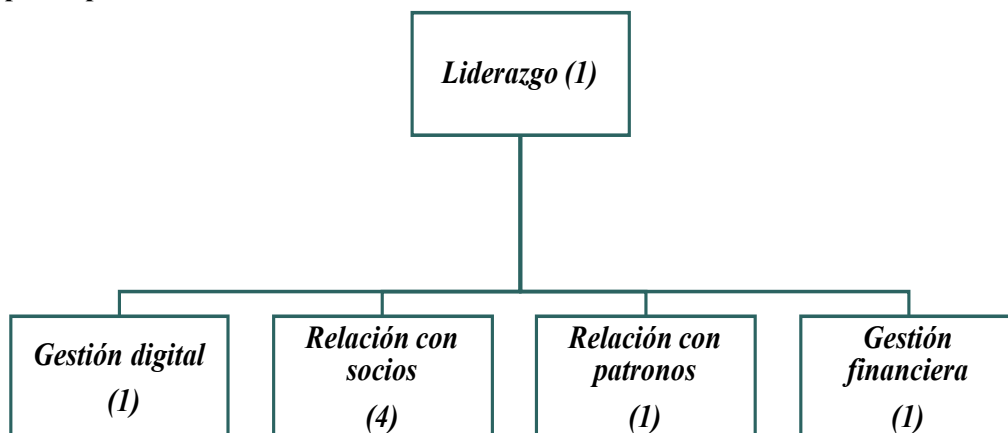 Liderazgo (1)
Gestión digital
(1)
Relación con
socios
(4)
Relación con
patronos
(1)
Gestión
financiera
(1)